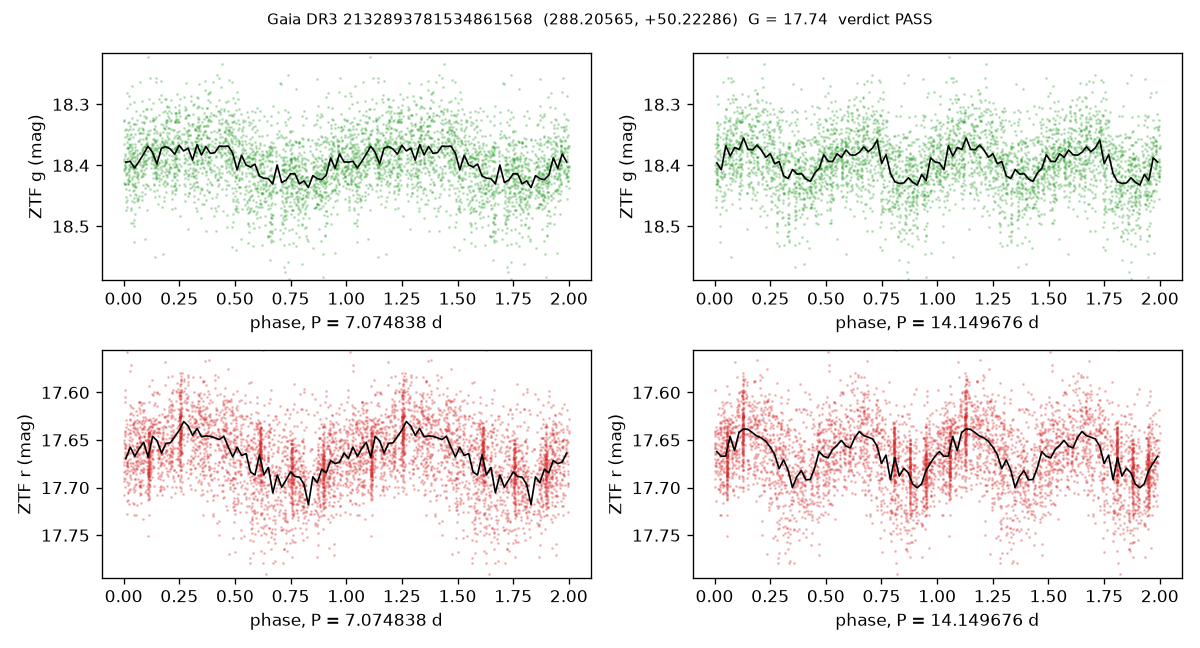 Gaia DR3 2132893781534861568  (288.20565, +50.22286)  G = 17.74  verdict PASS
ZTF g (mag)
18.3
18.4
18.5
0.00 0.25 0.50 0.75 1.00 1.25 1.50 1.75 2.00
phase, P = 7.074838 d
ZTF g (mag)
18.3
18.4
18.5
0.00 0.25 0.50 0.75 1.00 1.25 1.50 1.75 2.00
phase, P = 14.149676 d
ZTF r (mag)
17.60
17.65
17.70
17.75
0.00 0.25 0.50 0.75 1.00 1.25 1.50 1.75 2.00
phase, P = 7.074838 d
ZTF r (mag)
17.60
17.65
17.70
17.75
0.00 0.25 0.50 0.75 1.00 1.25 1.50 1.75 2.00
phase, P = 14.149676 d